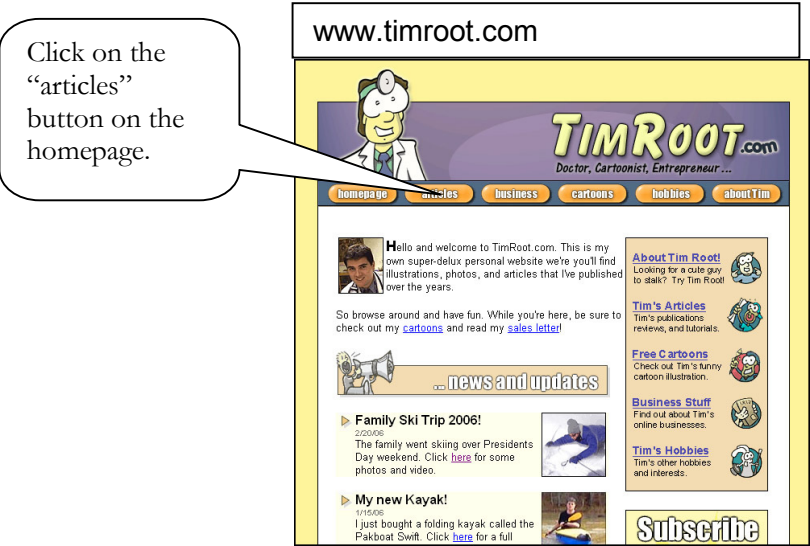 Click on the
“articles”
button on the
homepage.
www.timroot.com
TIMROOT.com
Doctor, Cartoonist, Entrepreneur ...
homepage articles business cartoons hobbies about Tim
Hello and welcome to TimRoot.com. This is my
own super-delux personal website we're you'll find
illustrations, photos, and articles that I've published
over the years.
So browse around and have fun. While you're here, be sure to
check out my cartoons and read my sales letter!
... news and updates
Family Ski Trip 2006!
2/20/06
The family went skiing over Presidents
Day weekend. Click here for some
photos and video.
My new Kayak!
1/15/06
I just bought a folding kayak called the
Pakboat Swift. Click here for a full
About Tim Root!
Looking for a cute guy
to stalk? Try Tim Root!
Tim's Articles
Tim's publications
reviews, and tutorials.
Free Cartoons
Check out Tim's funny
cartoon illustration.
Business Stuff
Find out about Tim's
online businesses.
Tim's Hobbies
Tim's other hobbies
and interests.
Subscribe